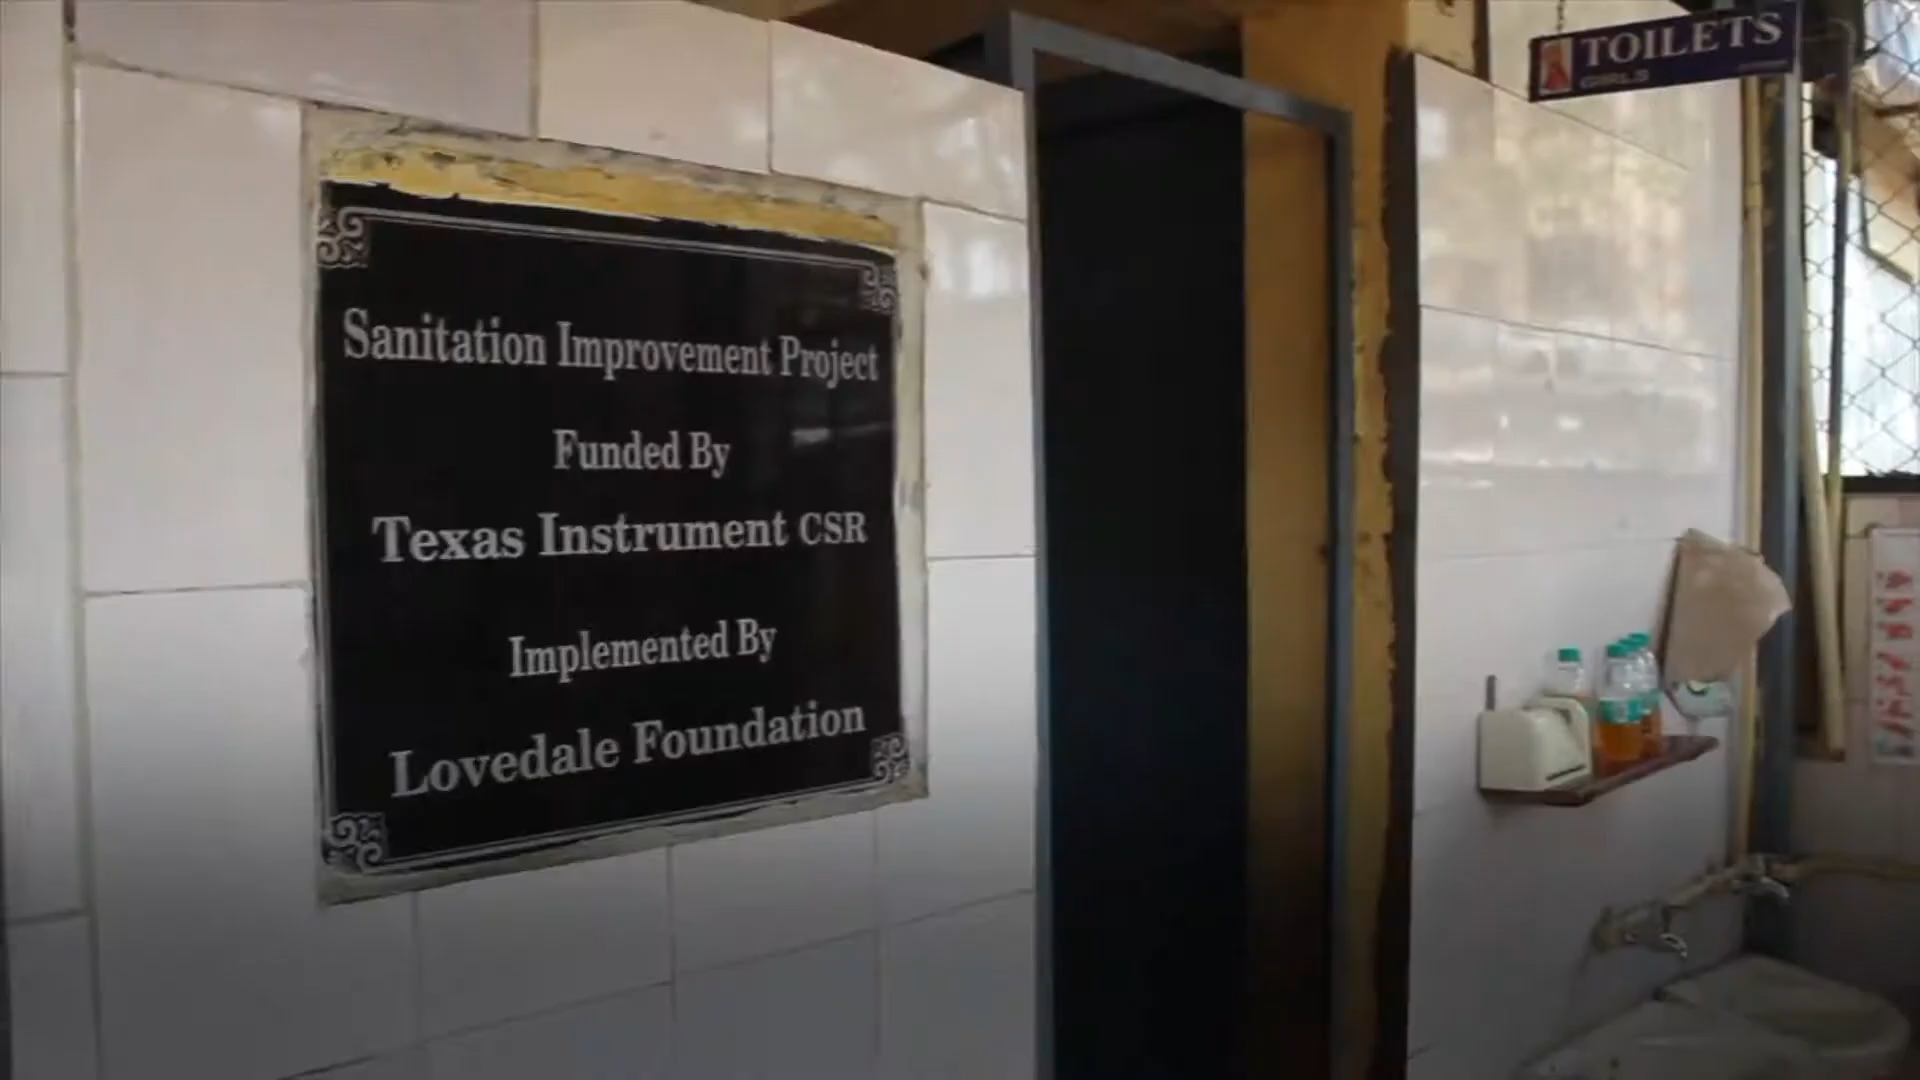 Sanitation Improvement Project
Funded By
Texas Instrument CSR
Implemented By
Lovedale Foundation
TOILETS
GIRLS